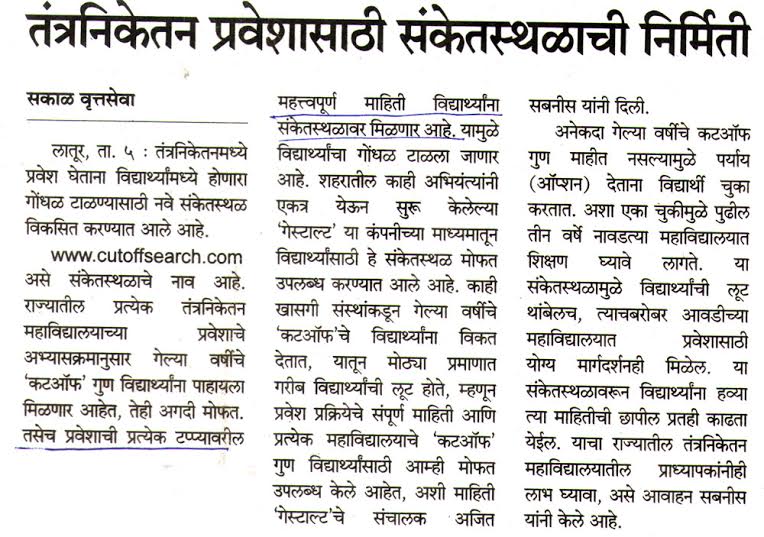 तंत्रनिकेतन प्रवेशासाठी संकेतस्थळाची निर्मिती
सकाळ वृत्तसेवा
लातूर, ता. ५ : तंत्रनिकेतनमध्ये
प्रवेश घेताना विद्यार्थ्यांमध्ये होणारा
गोंधळ टाळण्यासाठी नवे संकेतस्थळ
विकसित करण्यात आले आहे.
www.cutoffsearch.com
असे संकेतस्थळाचे नाव आहे.
राज्यातील प्रत्येक तंत्रनिकेतन
महाविद्यालयाच्या प्रवेशाचे
अभ्यासक्रमानुसार गेल्या वर्षीचे
‘कटऑफ’ गुण विद्यार्थ्यांना पाहायला
मिळणार आहेत, तेही अगदी मोफत.
तसेच प्रवेशाची प्रत्येक टप्प्यावरील
महत्त्वपूर्ण माहिती विद्यार्थ्यांना
संकेतस्थळावर मिळणार आहे. यामुळे
विद्यार्थ्यांचा गोंधळ टाळला जाणार
आहे. शहरातील काही अभियंत्यांनी
एकत्र येऊन सुरू केलेल्या
‘गेस्टाल्ट’ या कंपनीच्या माध्यमातून
विद्यार्थ्यांसाठी हे संकेतस्थळ मोफत
उपलब्ध करण्यात आले आहे. काही
खासगी संस्थांकडून गेल्या वर्षीचे
‘कटऑफ’चे विद्यार्थ्यांना विकत
देतात, यातून मोठ्या प्रमाणात
गरीब विद्यार्थ्यांची लूट होते, म्हणून
प्रवेश प्रक्रियेचे संपूर्ण माहिती आणि
प्रत्येक महाविद्यालयाचे ‘कटऑफ’
गुण विद्यार्थ्यांसाठी आम्ही मोफत
उपलब्ध केले आहेत, अशी माहिती
‘गेस्टाल्ट’चे संचालक अजित
सबनीस यांनी दिली.
अनेकदा गेल्या वर्षीचे कटऑफ
गुण माहीत नसल्यामुळे पर्याय
(ऑप्शन) देताना विद्यार्थी चुका
करतात. अशा एका चुकीमुळे पुढील
तीन वर्षे नावडत्या महाविद्यालयात
शिक्षण घ्यावे लागते. या
संकेतस्थळामुळे विद्यार्थ्यांची लूट
थांबेलच, त्याचबरोबर आवडीच्या
महाविद्यालयात प्रवेशासाठी
योग्य मार्गदर्शनही मिळेल. या
संकेतस्थळावरून विद्यार्थ्यांना हव्या
त्या माहितीची छापील प्रतही काढता
येईल. याचा राज्यातील तंत्रनिकेतन
महाविद्यालयातील प्राध्यापकांनीही
लाभ घ्यावा, असे आवाहन सबनीस
यांनी केले आहे.